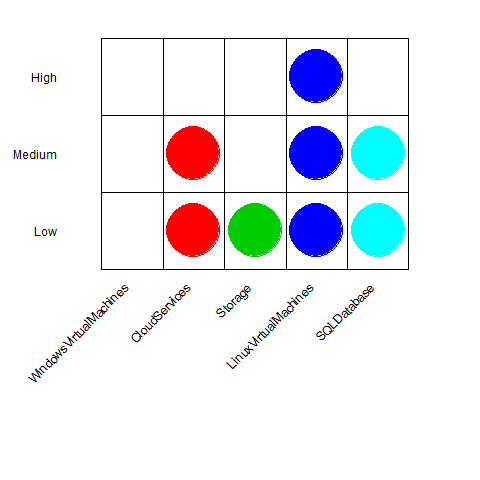 High
Medium
Low
WindowsVirtualMachines
CloudServices
Storage
LinuxVirtualMachines
SQLDatabase